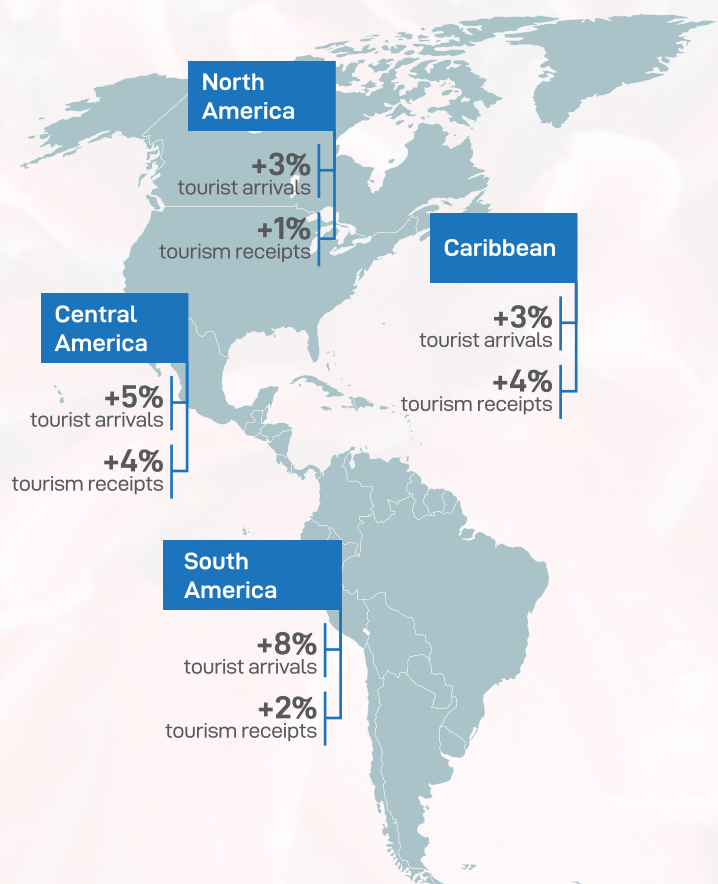 North
America
+3%
tourist arrivals
+1%
tourism receipts
Caribbean
+3%
tourist arrivals
+4%
tourism receipts
Central
America
+5%
tourist arrivals
+4%
tourism receipts
South
America
+8%
tourist arrivals
+2%
tourism receipts